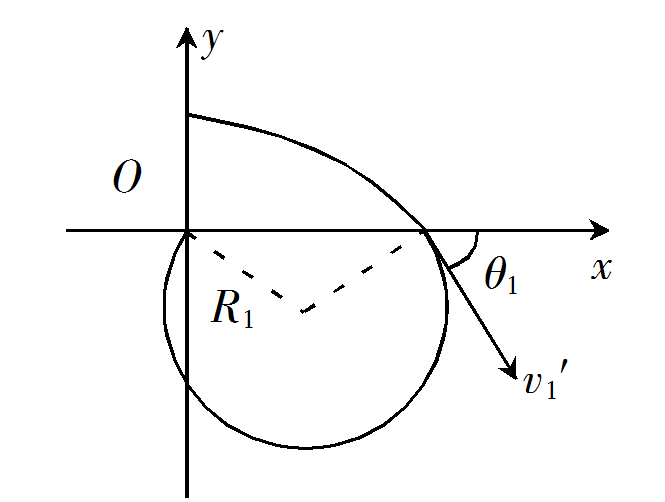 y
O
x
θ₁
R₁
v₁′